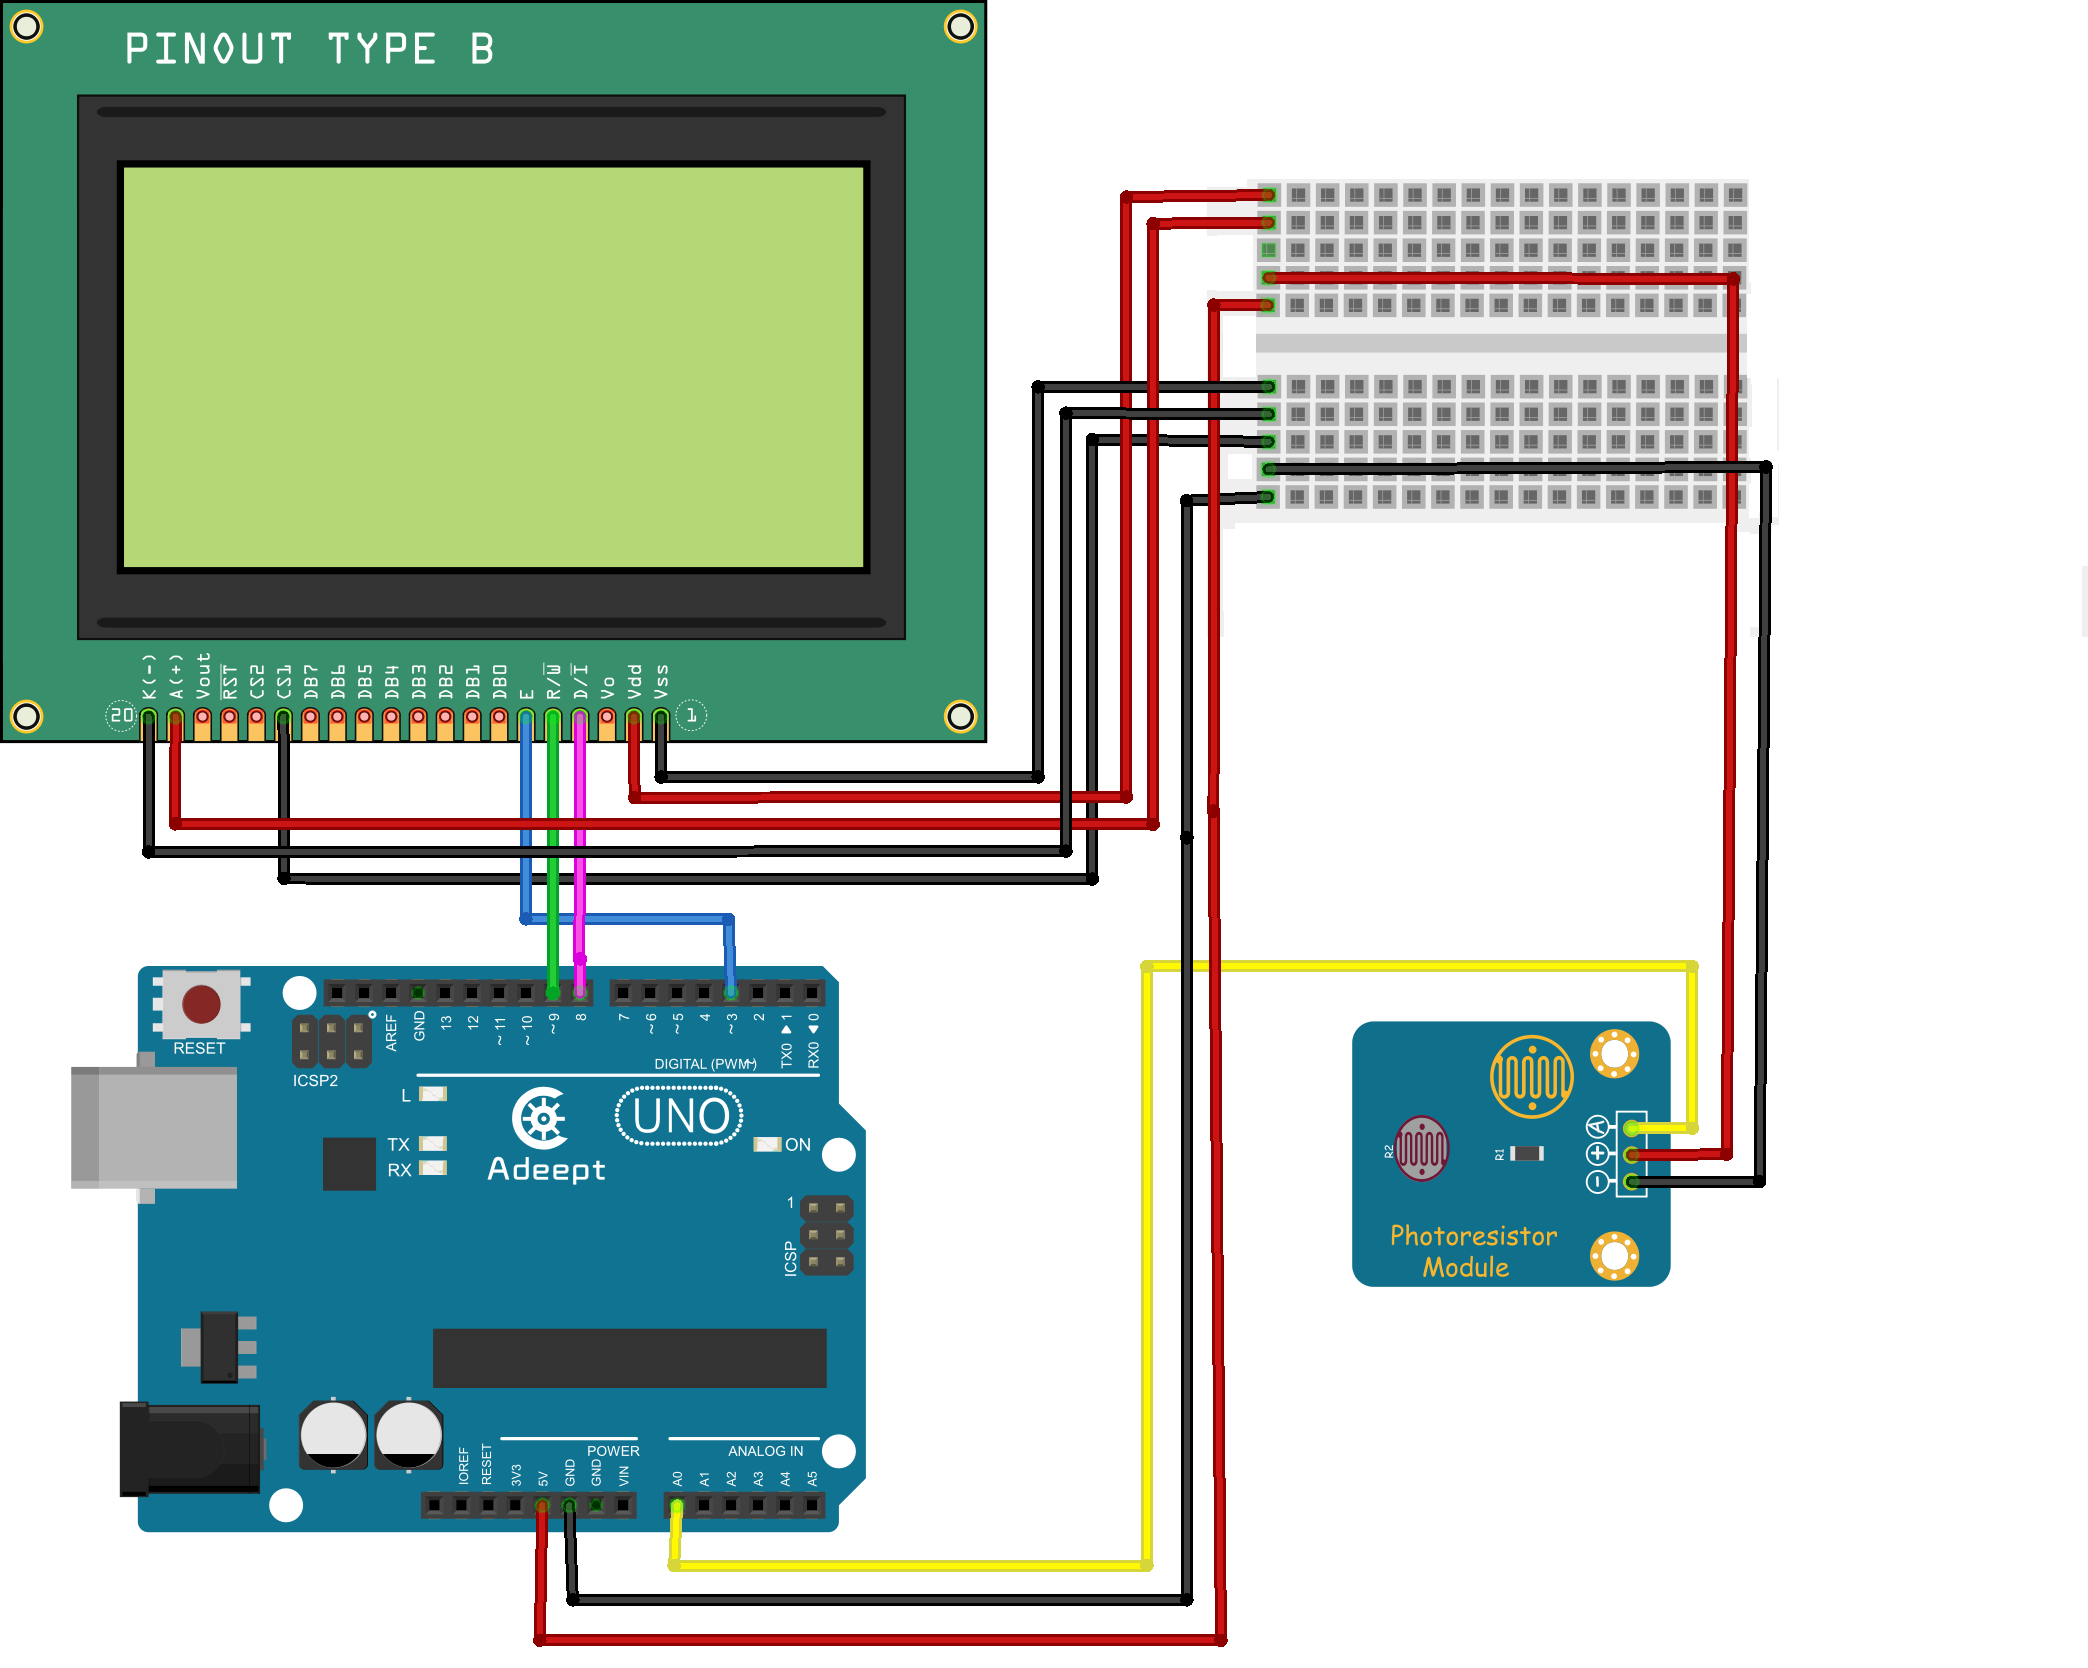 PINOUT TYPE B
20
K(-)
A(+)
Vout
RST
CS2
CS1
DB7
DB6
DB5
DB4
DB3
DB2
DB1
DB0
E
R/W
D/I
Vo
Vdd
Vss
1
RESET
ICSP2
AREF
GND
13
12
~11
~10
~9
8
7
~6
~5
4
~3
2
TX0 ▶ 1
RX0 ◀ 0
DIGITAL (PWM~)
L
TX
RX
Adeept
UNO
ON
1
ICSP
IOREF
RESET
3V3
5V
GND
GND
VIN
POWER
ANALOG IN
A0
A1
A2
A3
A4
A5
R2
R1
A
+
-
Photoresistor
Module